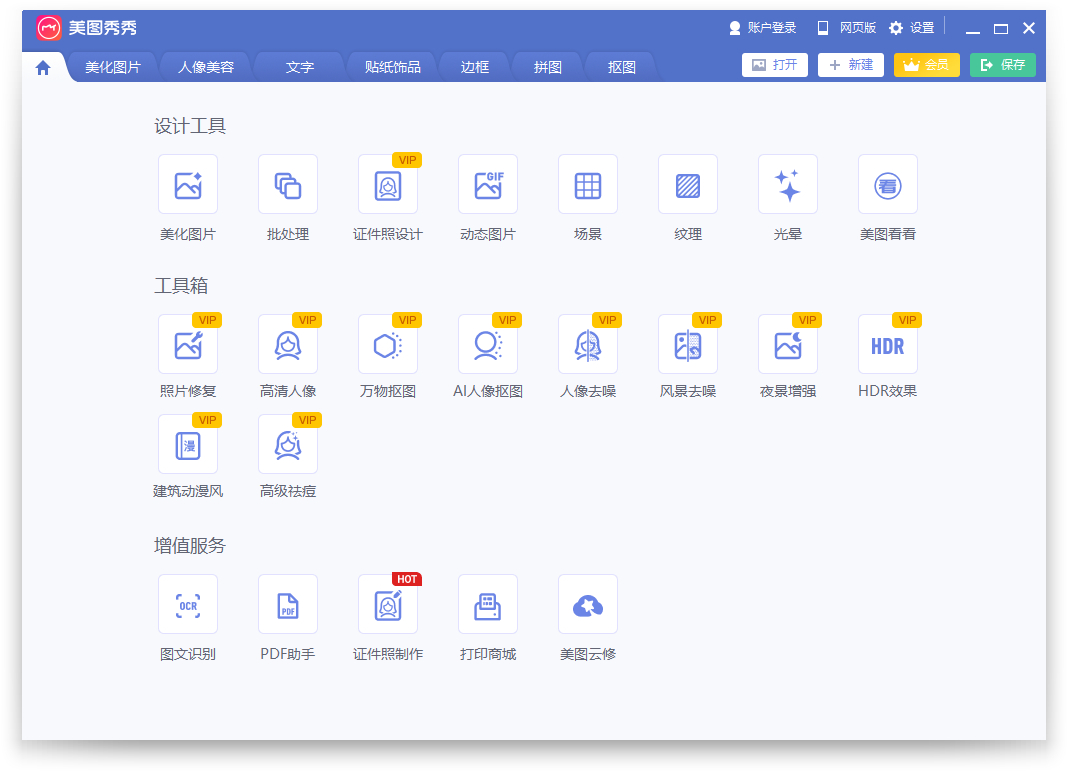 美图秀秀 账户登录 网页版 设置
美化图片 人像美容 文字 贴纸饰品 边框 拼图 抠图 打开 新建 会员 保存
设计工具
VIP
GIF 看
美化图片 批处理 证件照设计 动态图片 场景 纹理 光晕 美图看看
工具箱
VIP VIP VIP VIP VIP VIP VIP VIP
HDR
照片修复 高清人像 万物抠图 AI人像抠图 人像去噪 风景去噪 夜景增强 HDR效果
VIP VIP
漫
建筑动漫风 高级祛痘
增值服务
HOT
OCR PDF
图文识别 PDF助手 证件照制作 打印商城 美图云修